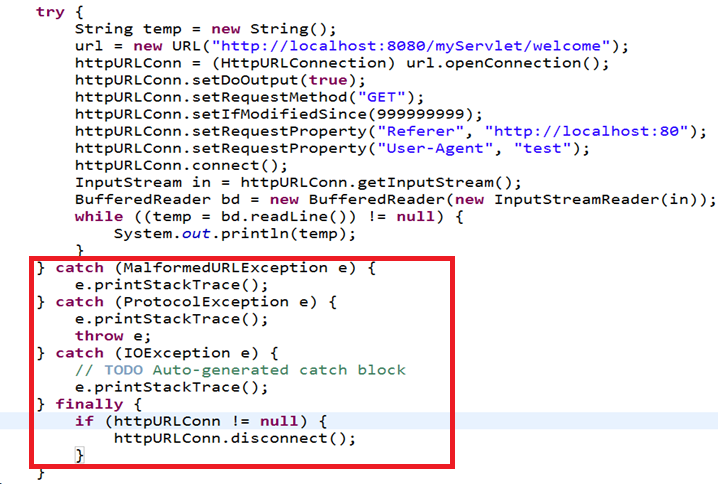 try {
String temp = new String();
url = new URL("http://localhost:8080/myServlet/welcome");
httpURLConn = (HttpURLConnection) url.openConnection();
httpURLConn.setDoOutput(true);
httpURLConn.setRequestMethod("GET");
httpURLConn.setIfModifiedSince(999999999);
httpURLConn.setRequestProperty("Referer", "http://localhost:80");
httpURLConn.setRequestProperty("User-Agent", "test");
httpURLConn.connect();
InputStream in = httpURLConn.getInputStream();
BufferedReader bd = new BufferedReader(new InputStreamReader(in));
while ((temp = bd.readLine()) != null) {
System.out.println(temp);
}
} catch (MalformedURLException e) {
e.printStackTrace();
} catch (ProtocolException e) {
e.printStackTrace();
throw e;
} catch (IOException e) {
// TODO Auto-generated catch block
e.printStackTrace();
} finally {
if (httpURLConn != null) {
httpURLConn.disconnect();
}
}